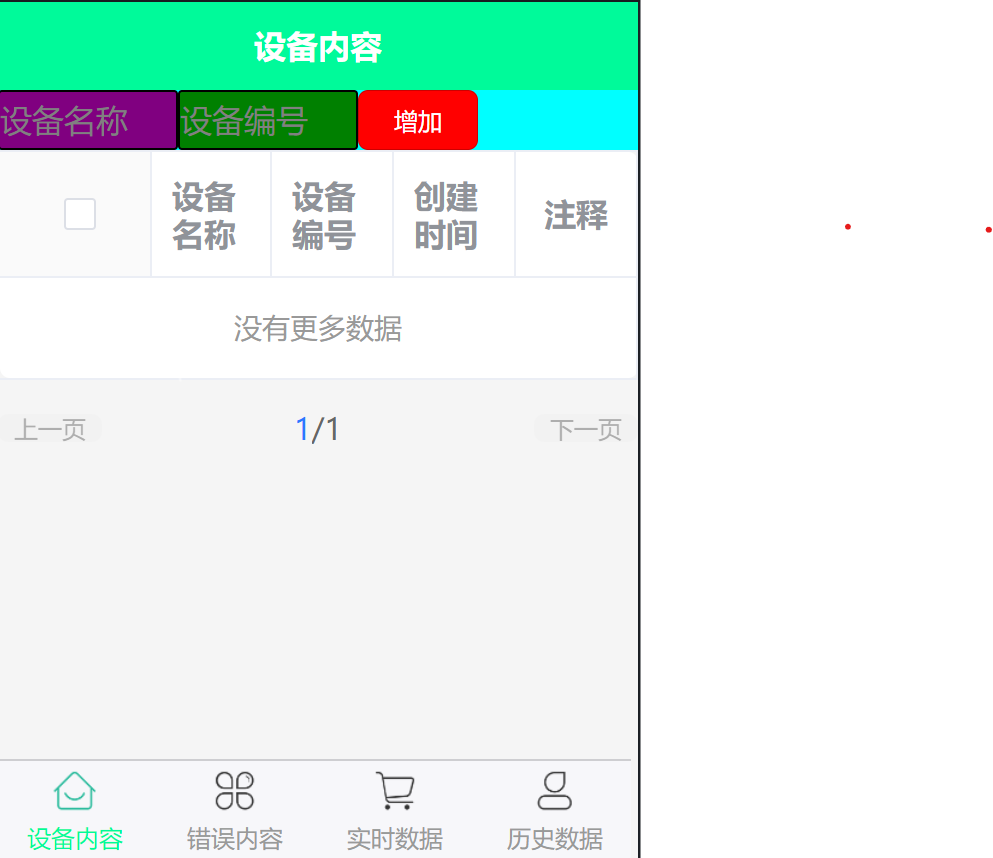 设备内容
设备名称 设备编号 增加
设备名称 设备编号 创建时间 注释
没有更多数据
上一页 1/1 下一页
设备内容 错误内容 实时数据 历史数据